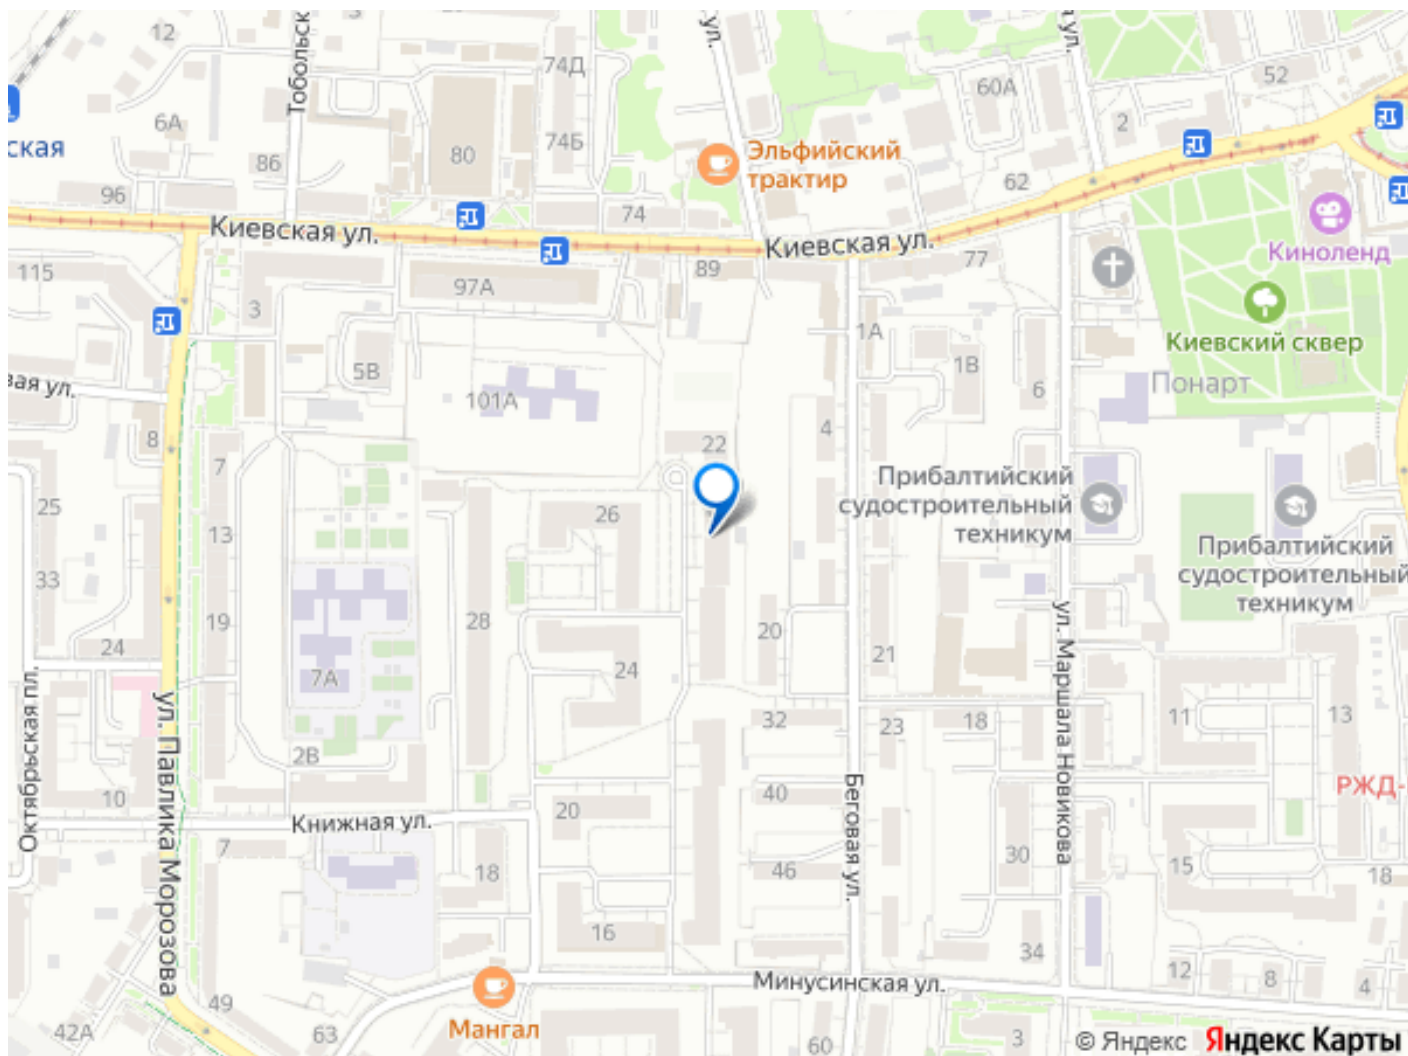 Тобольск
ул.
ул.
12
74Д
60А
52
6А
80
74Б
2
ская
86
Эльфийский
трактир
96
74
62
Киевская ул.
Киевская ул.
Киноленд
115
97А
89
77
3
1А
Киевский сквер
5В
1В
6
Понарт
вая ул.
101А
8
7
22
4
Прибалтийский
судостроительный
техникум
25
13
26
Прибалтийский
судостроительный
техникум
33
19
28
20
24
24
21
7А
ул. Маршала Новикова
Октябрьская пл.
ул. Павлика Морозова
32
23
18
11
13
2В
РЖД-
10
40
Беговая ул.
Книжная ул.
20
7
18
46
30
15
18
16
34
12
8
4
Минусинская ул.
49
63
42А
Мангал
60
3
© Яндекс Яндекс Карты